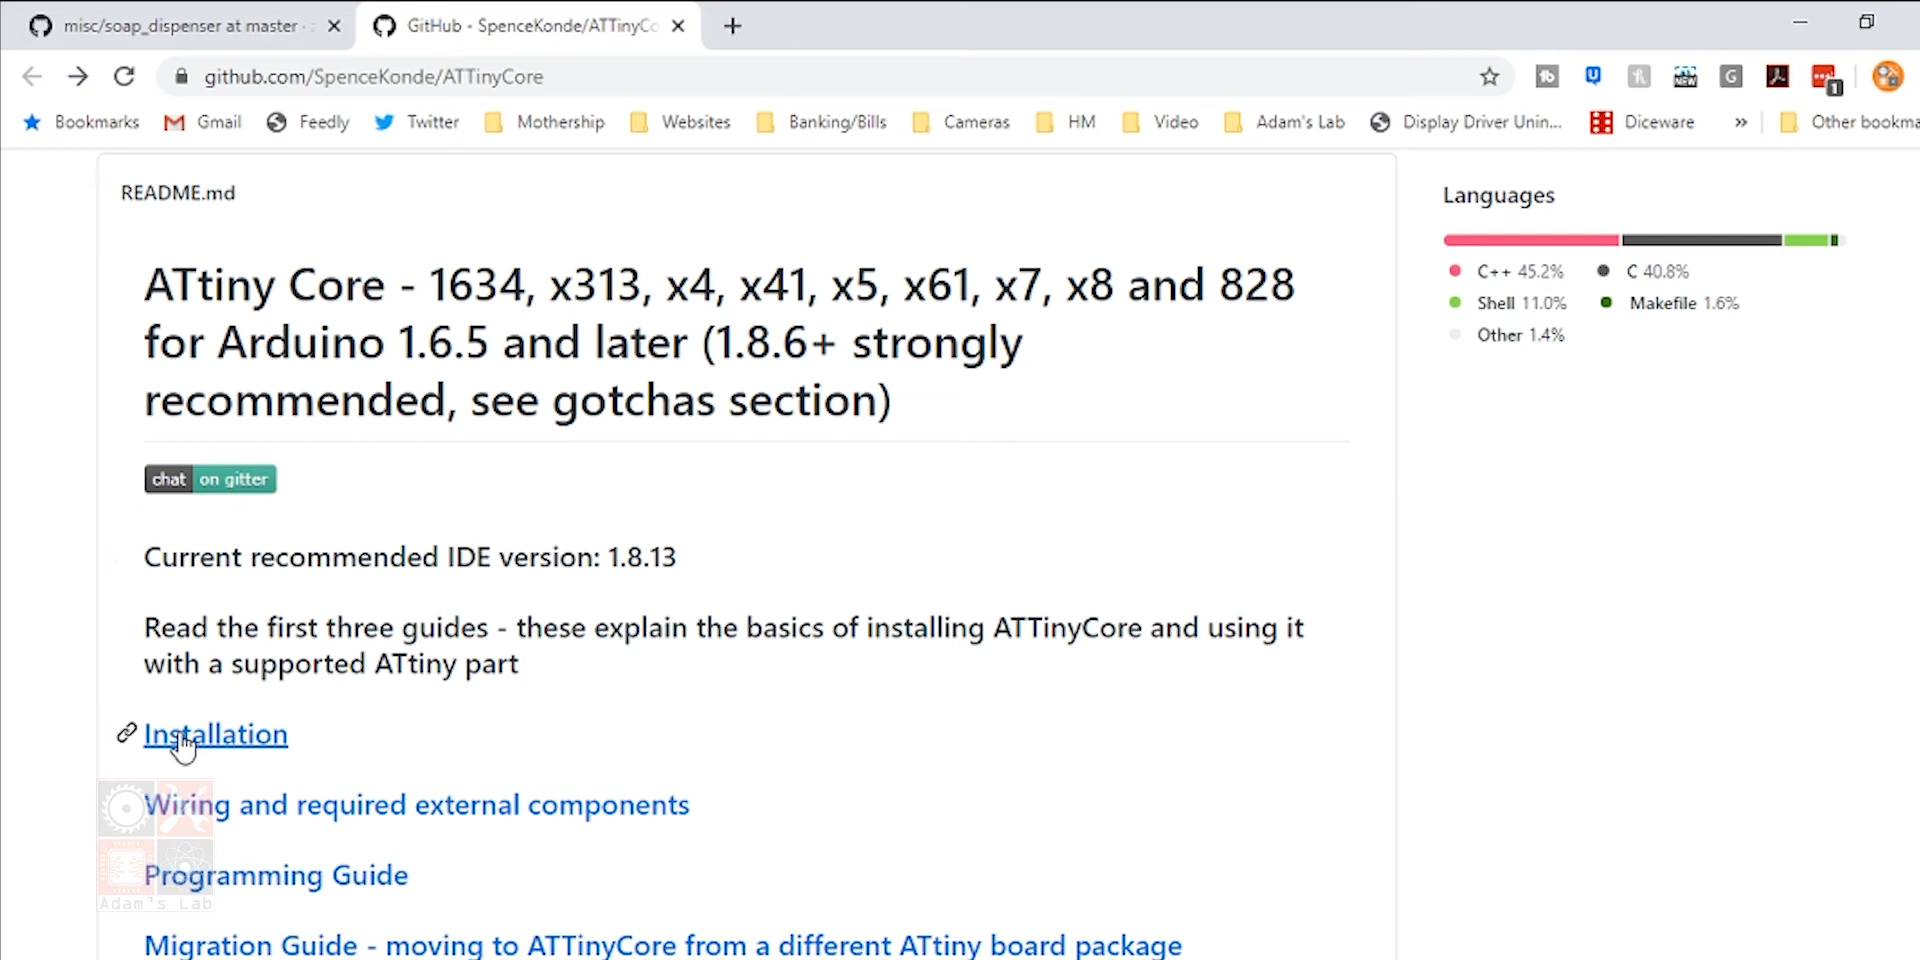 misc/soap_dispenser at master ·
GitHub - SpenceKonde/ATTinyCo
github.com/SpenceKonde/ATTinyCore
1
Bookmarks Gmail Feedly Twitter Mothership Websites Banking/Bills Cameras HM Video Adam's Lab Display Driver Unin... Diceware » Other bookma
README.md
ATtiny Core - 1634, x313, x4, x41, x5, x61, x7, x8 and 828
for Arduino 1.6.5 and later (1.8.6+ strongly
recommended, see gotchas section)
chat on gitter
Current recommended IDE version: 1.8.13
Read the first three guides - these explain the basics of installing ATTinyCore and using it
with a supported ATtiny part
Installation
Wiring and required external components
Programming Guide
Adam's Lab
Migration Guide - moving to ATTinyCore from a different ATtiny board package
Languages
C++ 45.2% C 40.8%
Shell 11.0% Makefile 1.6%
Other 1.4%